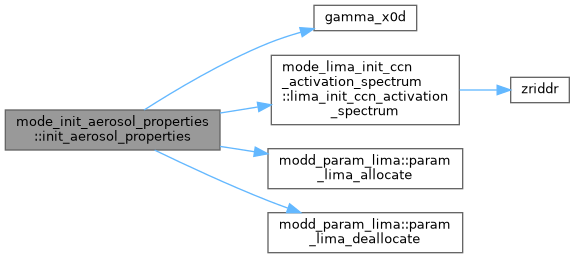 mode_init_aerosol_properties
::init_aerosol_properties
gamma_x0d
mode_lima_init_ccn
_activation_spectrum
::lima_init_ccn_activation
_spectrum
zriddr
modd_param_lima::param
_lima_allocate
modd_param_lima::param
_lima_deallocate